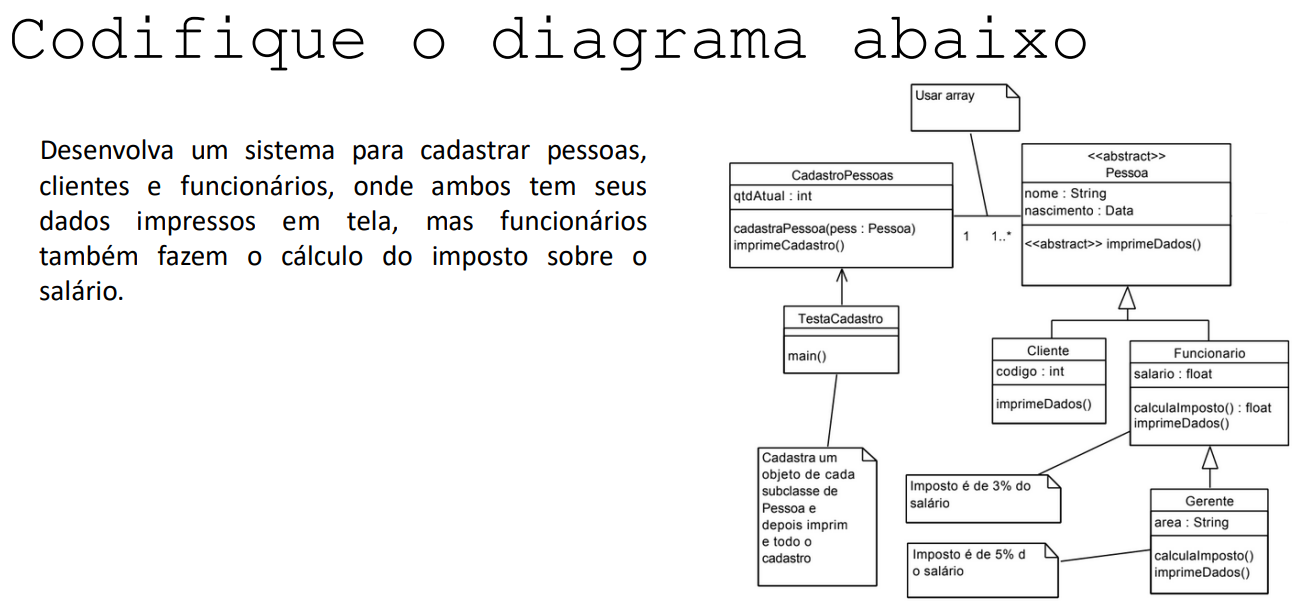 Codifique o diagrama abaixo
Desenvolva um sistema para cadastrar pessoas,
clientes e funcionários, onde ambos tem seus
dados impressos em tela, mas funcionários
também fazem o cálculo do imposto sobre o
salário.
Usar array
CadastroPessoas
qtdAtual : int
cadastraPessoa(pess : Pessoa)
imprimeCadastro()
1
1..*
<<abstract>>
Pessoa
nome : String
nascimento : Data
<<abstract>> imprimeDados()
TestaCadastro
main()
Cliente
codigo : int
imprimeDados()
Funcionario
salario : float
calculaImposto() : float
imprimeDados()
Cadastra um
objeto de cada
subclasse de
Pessoa e
depois imprim
e todo o
cadastro
Imposto é de 3% do
salário
Gerente
area : String
calculaImposto()
imprimeDados()
Imposto é de 5% d
o salário